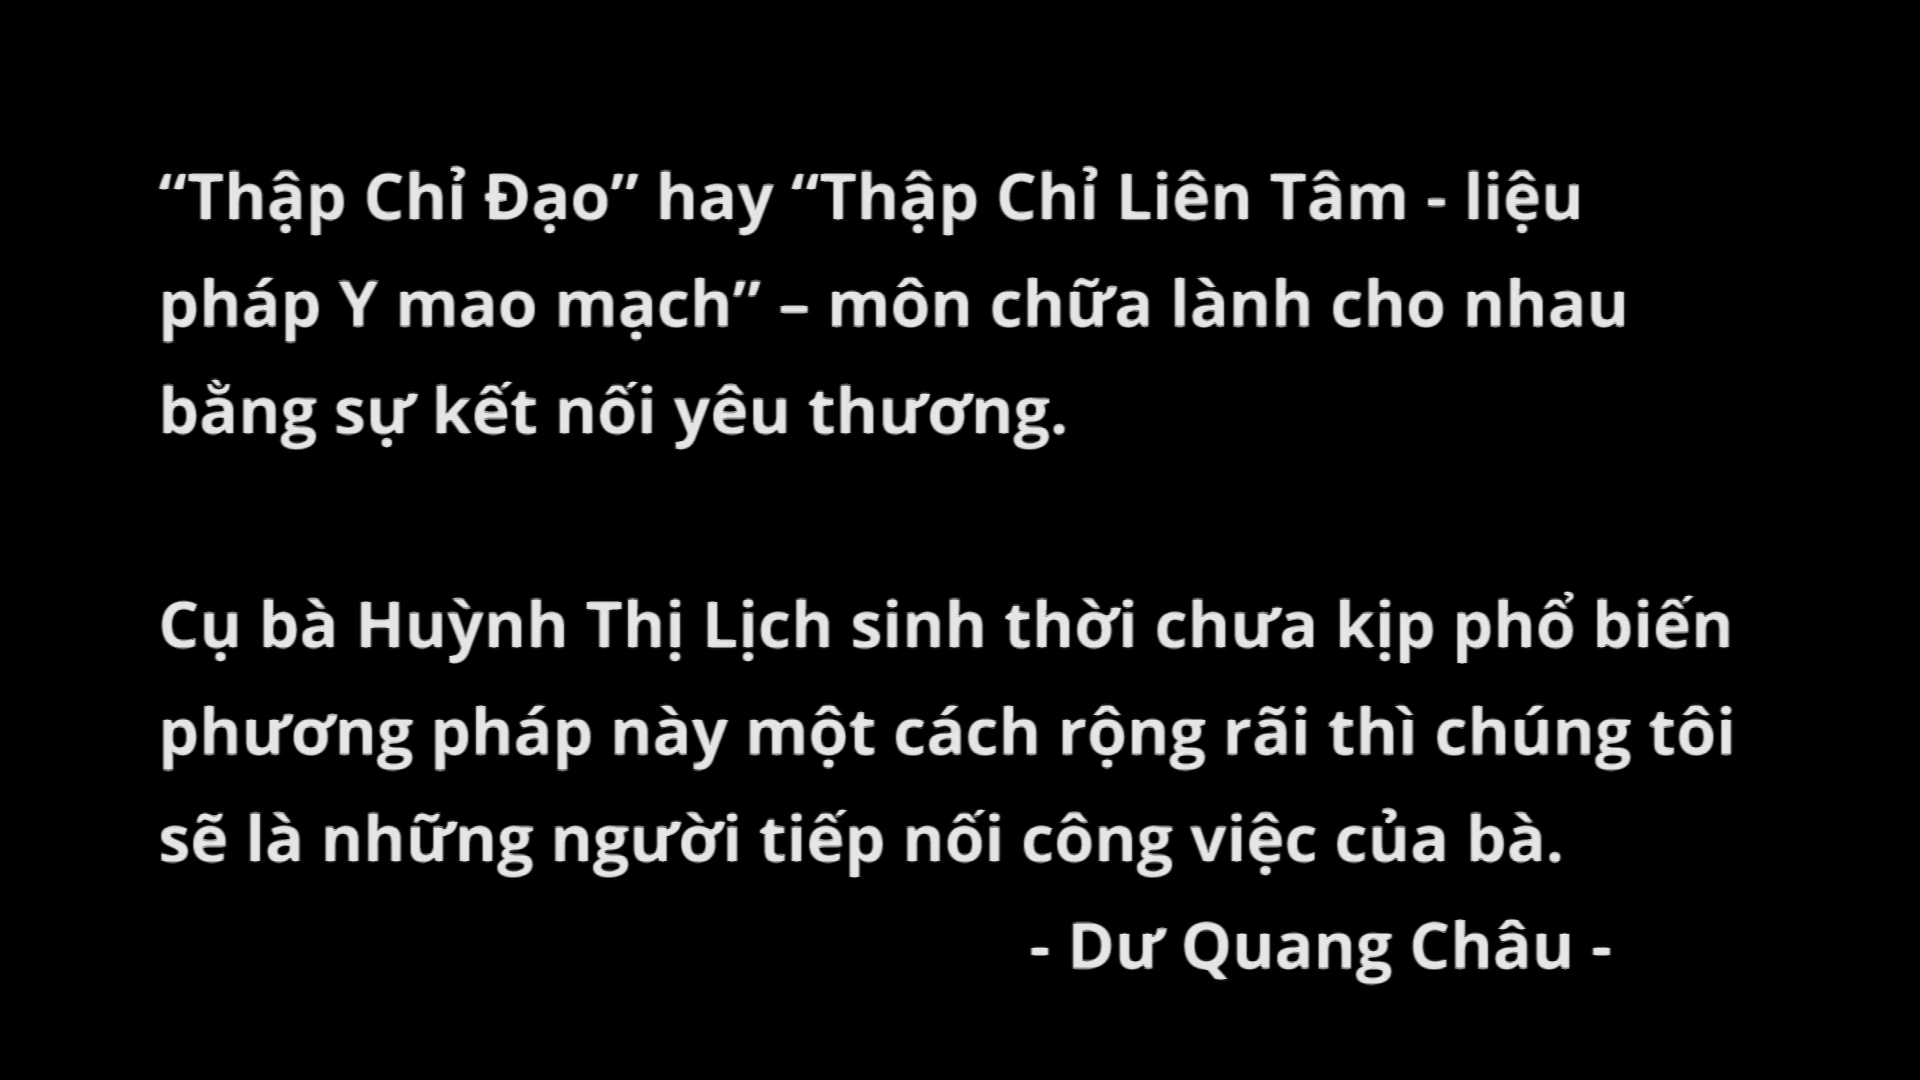 “Thập Chỉ Đạo” hay “Thập Chỉ Liên Tâm - liệu
pháp Y mao mạch” – môn chữa lành cho nhau
bằng sự kết nối yêu thương.
Cụ bà Huỳnh Thị Lịch sinh thời chưa kịp phổ biến
phương pháp này một cách rộng rãi thì chúng tôi
sẽ là những người tiếp nối công việc của bà.
- Dư Quang Châu -